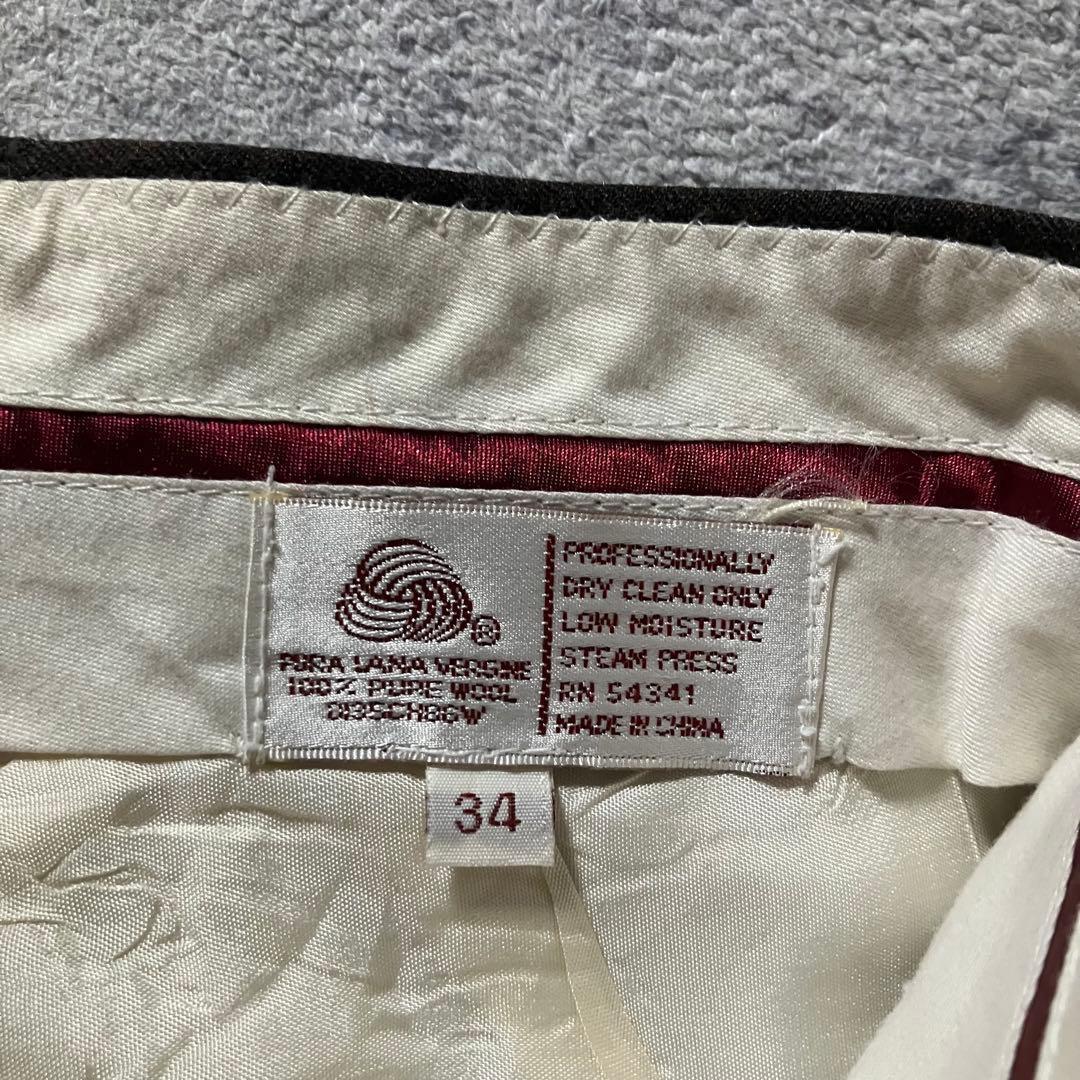 ®
PURA LANA VERGINE
100% PURE WOOL
PROFESSIONALLY
DRY CLEAN ONLY
LOW MOISTURE
STEAM PRESS
RN 54341
MADE IN CHINA
34